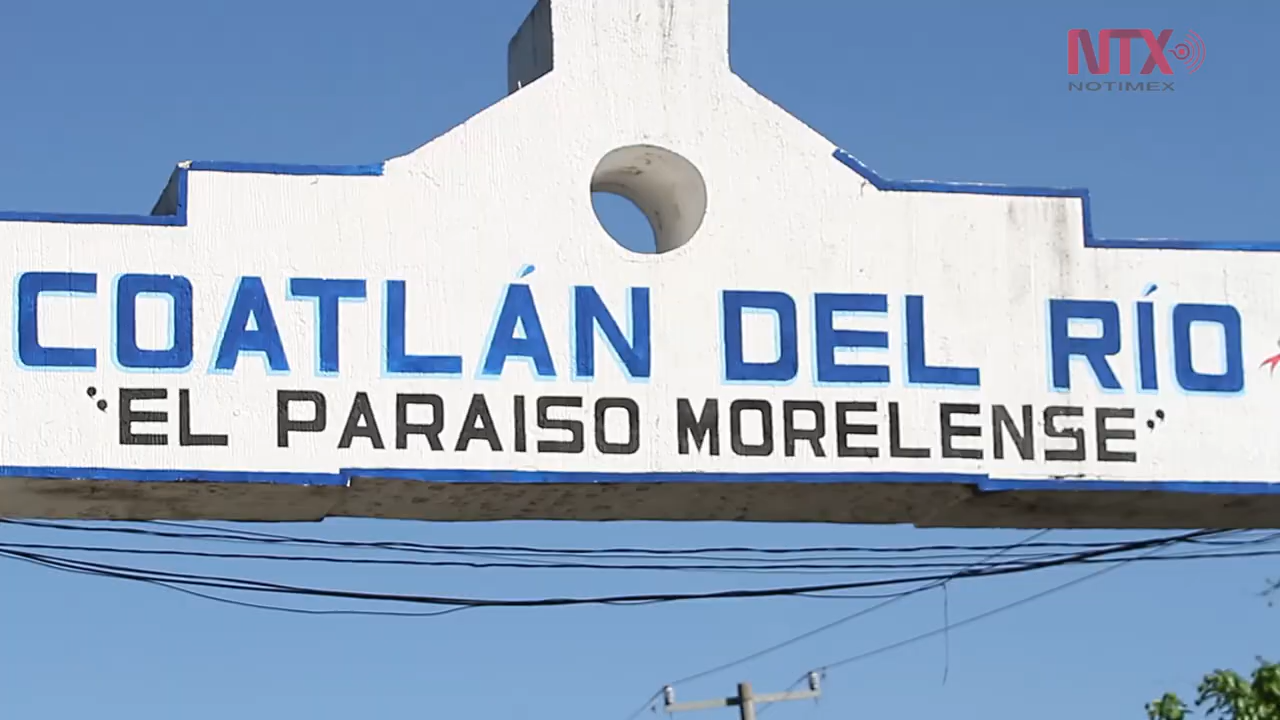 NTX
NOTIMEX
COATLÁN DEL RÍO
"EL PARAISO MORELENSE"